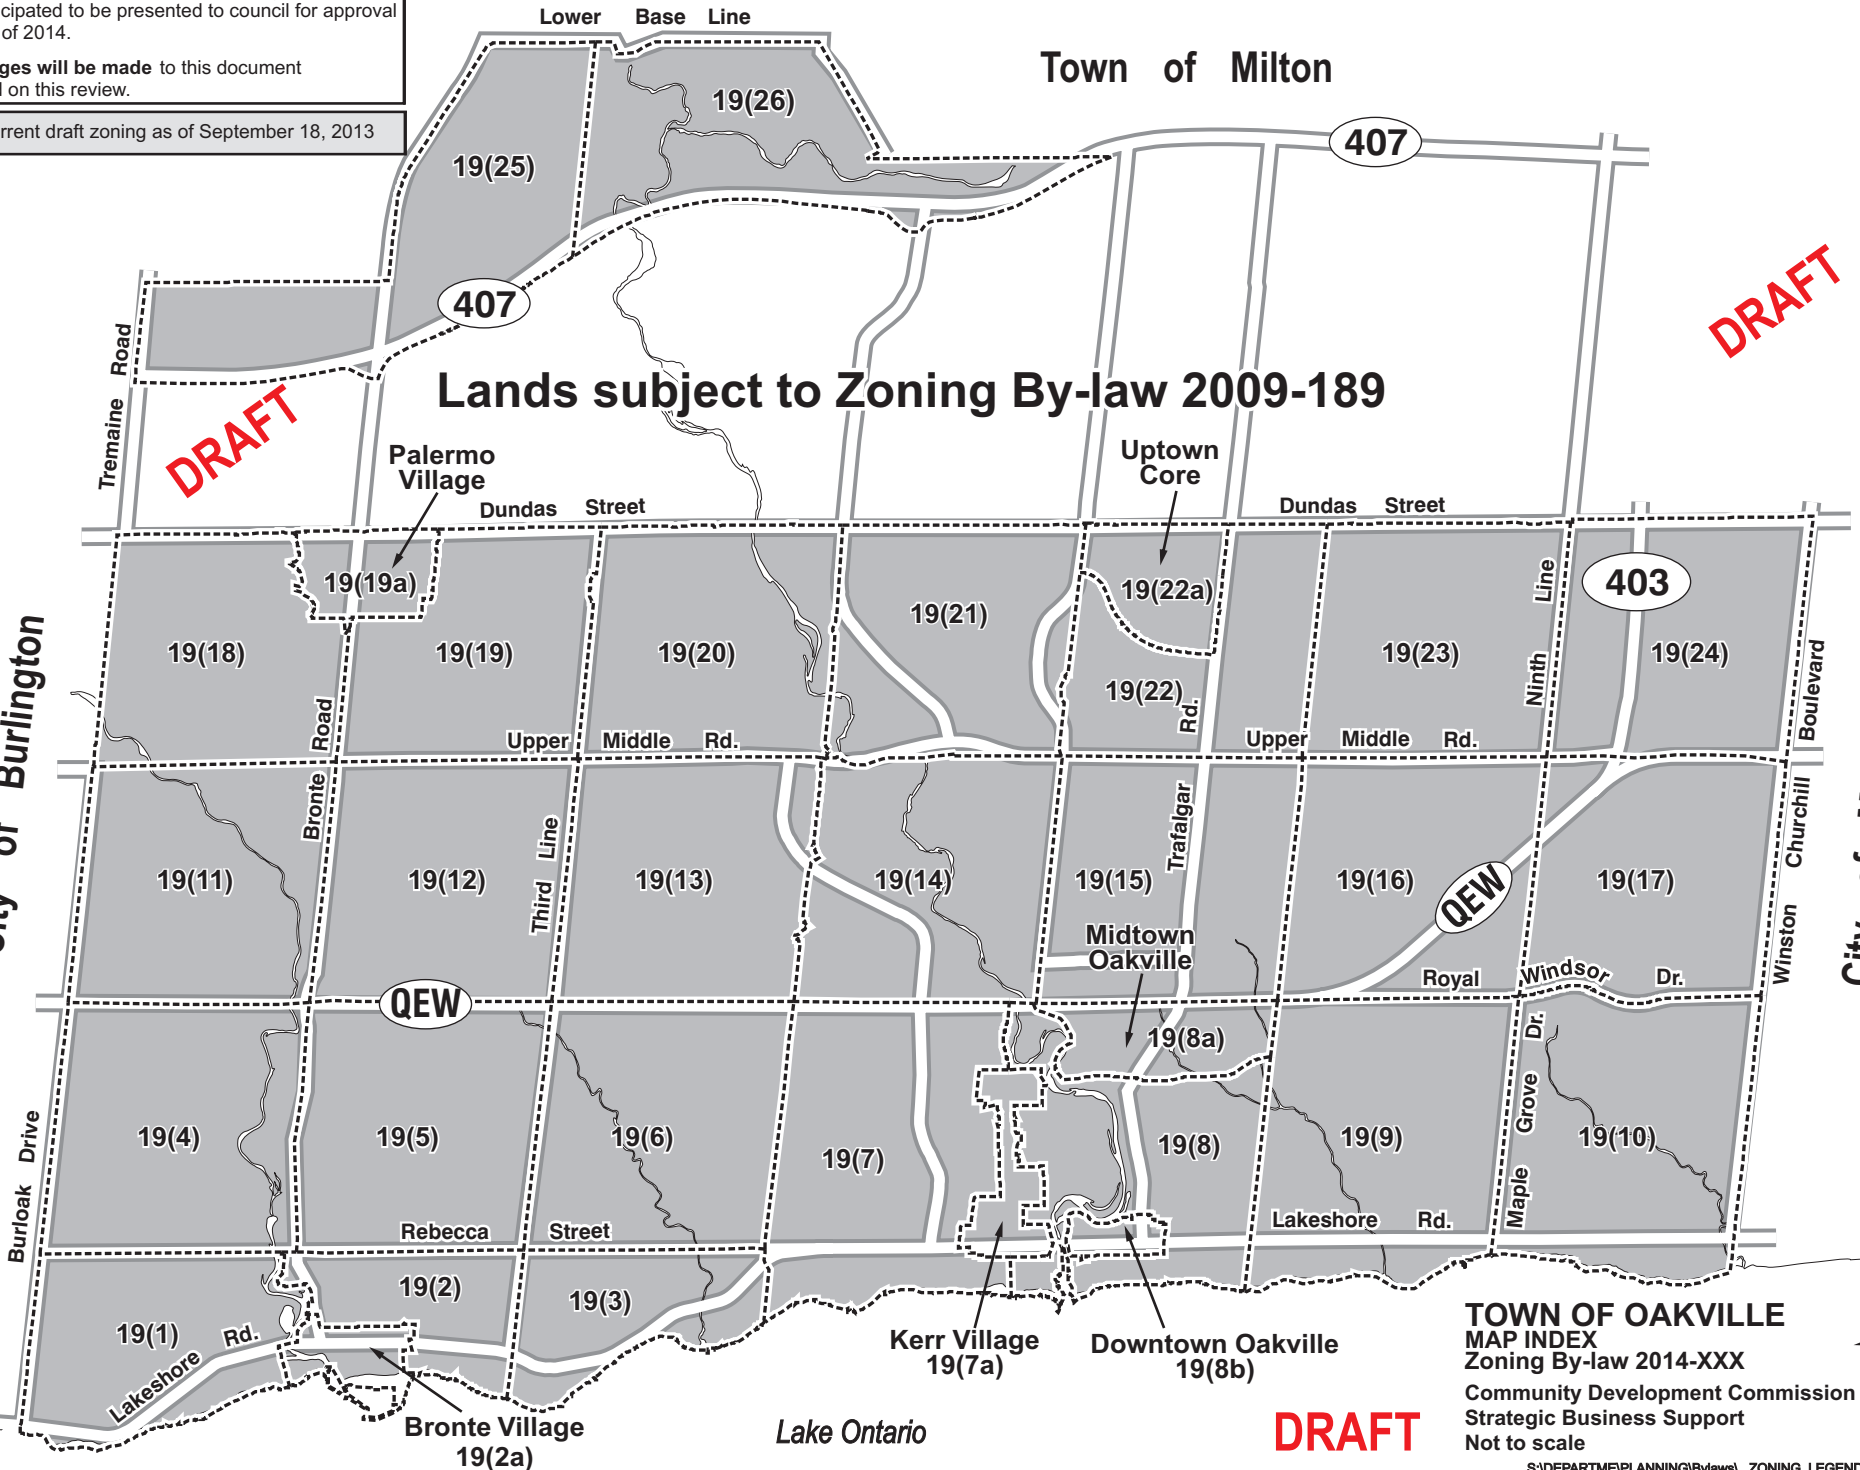 cipated to be presented to council for approval
of 2014.
ges will be made to this document
on this review.
rrent draft zoning as of September 18, 2013
Lower Base Line
Town of Milton
407
19(26)
19(25)
407
Tremaine Road
DRAFT
DRAFT
Lands subject to Zoning By-law 2009-189
Palermo
Village
Uptown
Core
Dundas Street
Dundas Street
19(19a)
19(22a)
403
19(18)
19(19)
19(20)
19(21)
19(22)
19(23)
19(24)
Ninth Line
City of Burlington
Bronte Road
Upper Middle Rd.
Upper Middle Rd.
Trafalgar Rd.
Winston Churchill Boulevard
Third Line
19(11)
19(12)
19(13)
19(14)
19(15)
19(16)
19(17)
QEW
Midtown
Oakville
Royal Windsor Dr.
QEW
City of
19(8a)
19(4)
19(5)
19(6)
19(7)
19(8)
19(9)
19(10)
Maple Grove Dr.
Burloak Drive
Rebecca Street
Lakeshore Rd.
19(1)
19(2)
19(3)
Lakeshore Rd.
Kerr Village
19(7a)
Downtown Oakville
19(8b)
Bronte Village
19(2a)
Lake Ontario
DRAFT
TOWN OF OAKVILLE
MAP INDEX
Zoning By-law 2014-XXX
Community Development Commission
Strategic Business Support
Not to scale
S:\DEPARTME\PLANNING\Bylaws\_ZONING_LEGEND